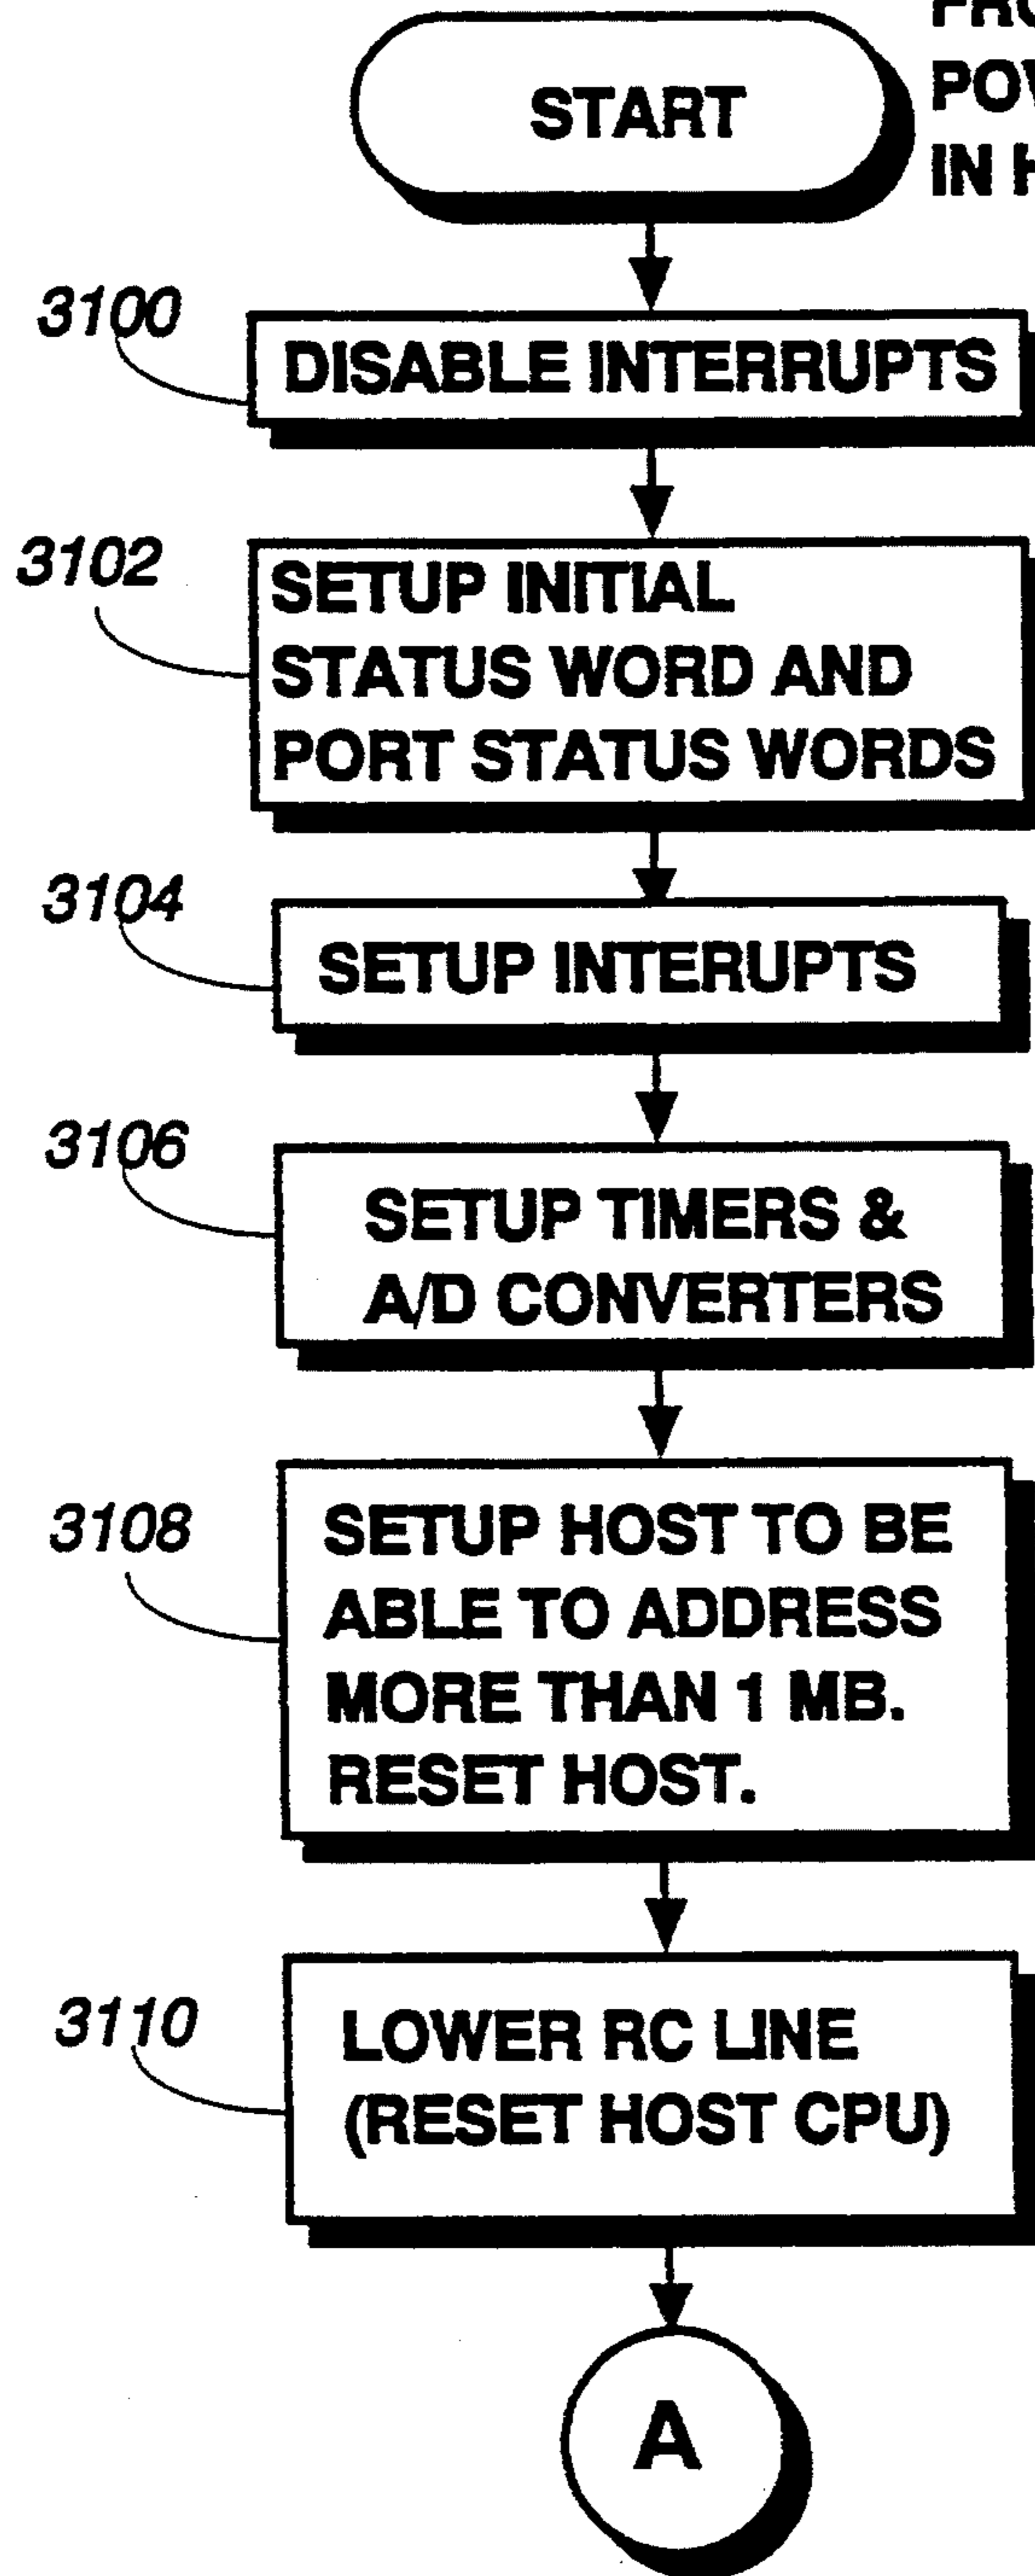 START
IN
3100
DISABLE INTERRUPTS
3102
SETUP INITIAL
STATUS WORD AND
PORT STATUS WORDS
3104
SETUP INTERUPTS
3106
SETUP TIMERS &
A/D CONVERTERS
3108
SETUP HOST TO BE
ABLE TO ADDRESS
MORE THAN 1 MB.
RESET HOST.
3110
LOWER RC LINE
(RESET HOST CPU)
A